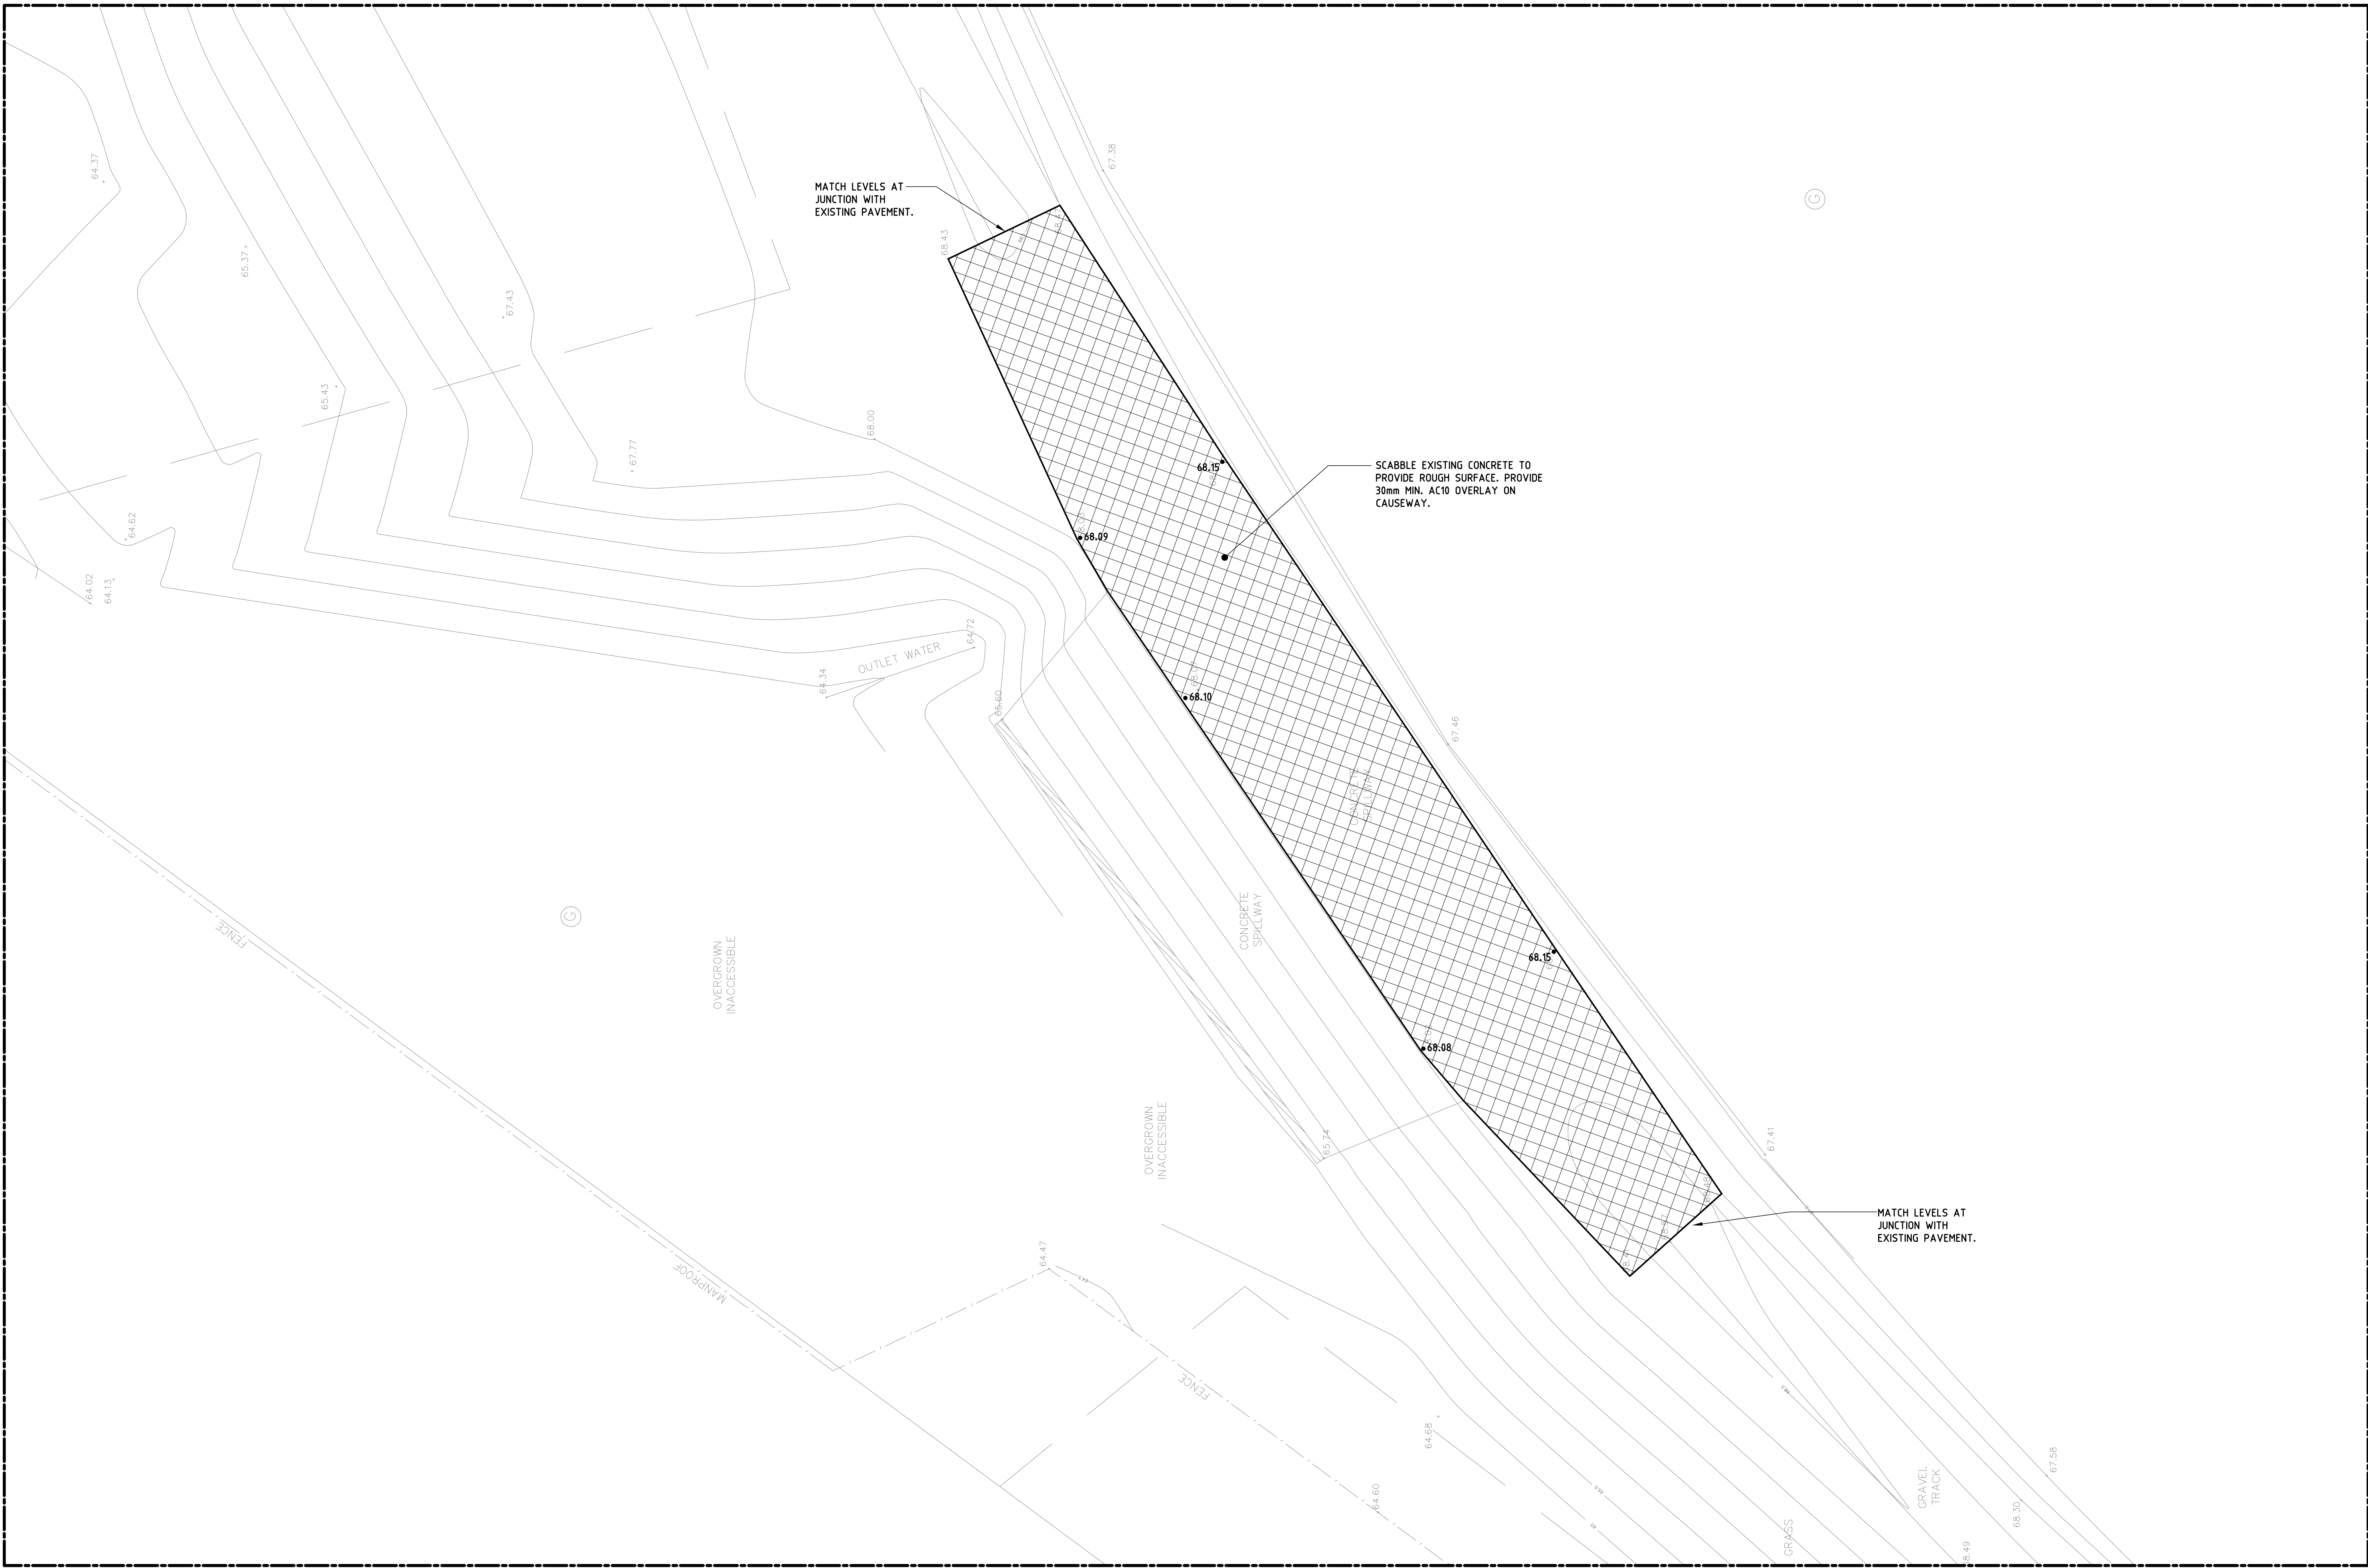 67.38
64.37
MATCH LEVELS AT
JUNCTION WITH
EXISTING PAVEMENT.
G
68.43
65.37
67.43
65.43
68.00
67.77
68.15
SCABBLE EXISTING CONCRETE TO
PROVIDE ROUGH SURFACE. PROVIDE
30mm MIN. AC10 OVERLAY ON
CAUSEWAY.
64.62
68.09
64.02
64.13
64.72
OUTLET WATER
64.34
65.60
68.10
67.46
CONCRETE
SPILLWAY
G
FENCE
OVERGROWN
INACCESSIBLE
CONCRETE
SPILLWAY
68.15
68.08
OVERGROWN
INACCESSIBLE
65.74
67.41
MATCH LEVELS AT
JUNCTION WITH
EXISTING PAVEMENT.
64.47
MANPROOF
FENCE
64.68
64.60
GRASS
GRAVEL
TRACK
68.30
67.58
68.49